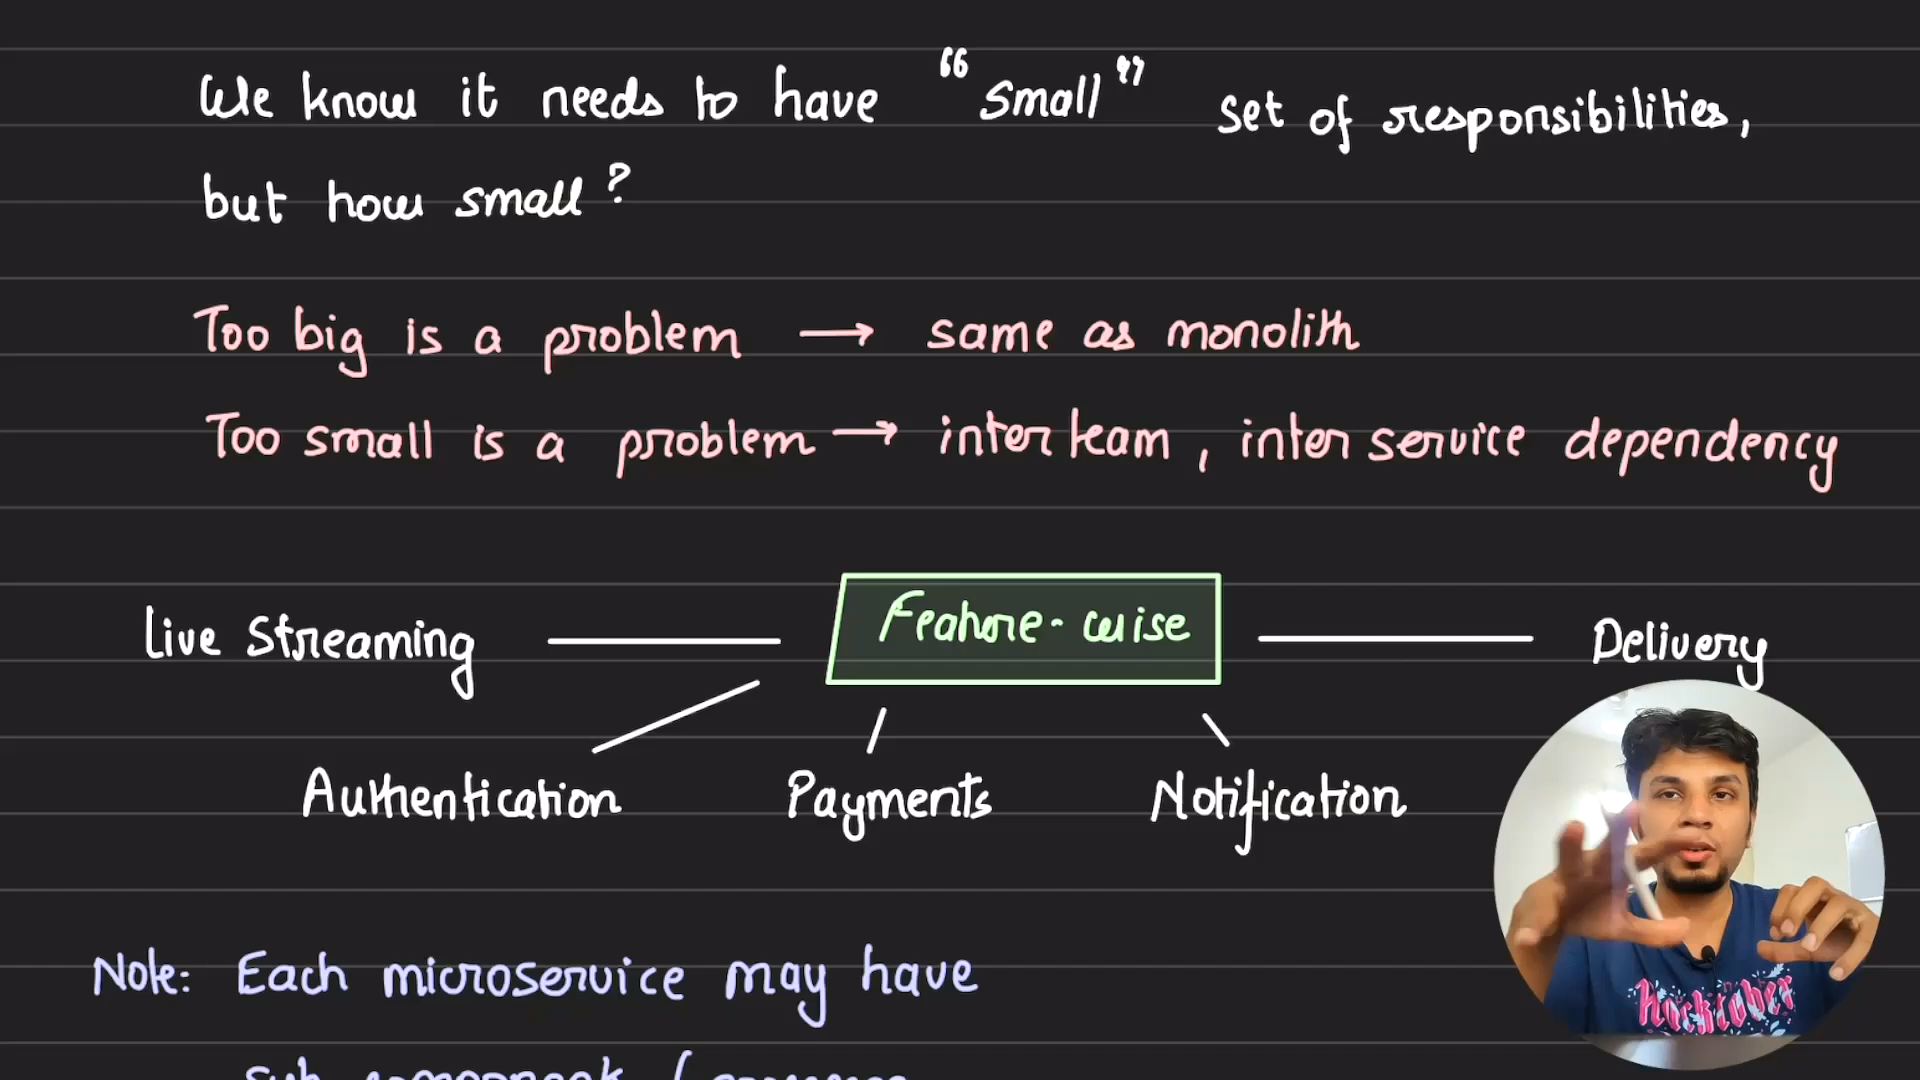 We know it needs to have "small" set of responsibilities,
but how small?
Too big is a problem → same as monolith
Too small is a problem → inter team, inter service dependency
Live Streaming
Feature-wise
Delivery
Authentication
Payments
Notification
Note: Each microservice may have
sub
Hacktober